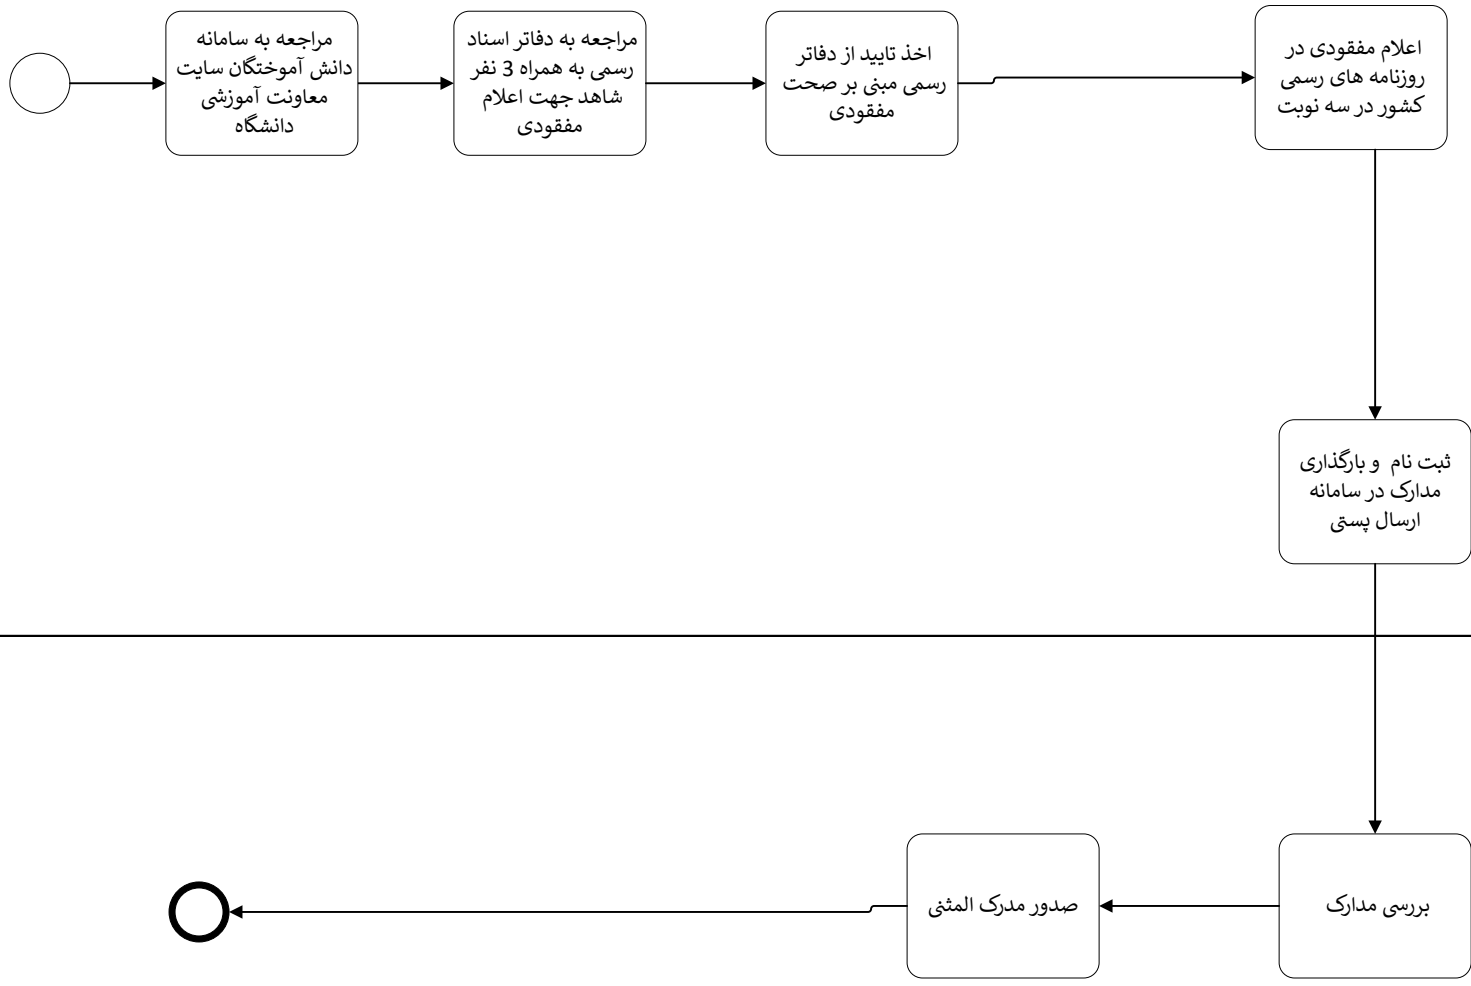 مراجعه به سامانه
دانش آموختگان سایت
معاونت آموزشی
دانشگاه
مراجعه به دفاتر اسناد
رسمی به همراه 3 نفر
شاهد جهت اعلام
مفقودی
اخذ تایید از دفاتر
رسمی مبنی بر صحت
مفقودی
اعلام مفقودی در
روزنامه های رسمی
کشور در سه نوبت
ثبت نام و بارگذاری
مدارک در سامانه
ارسال پستی
بررسی مدارک
صدور مدرک المثنی